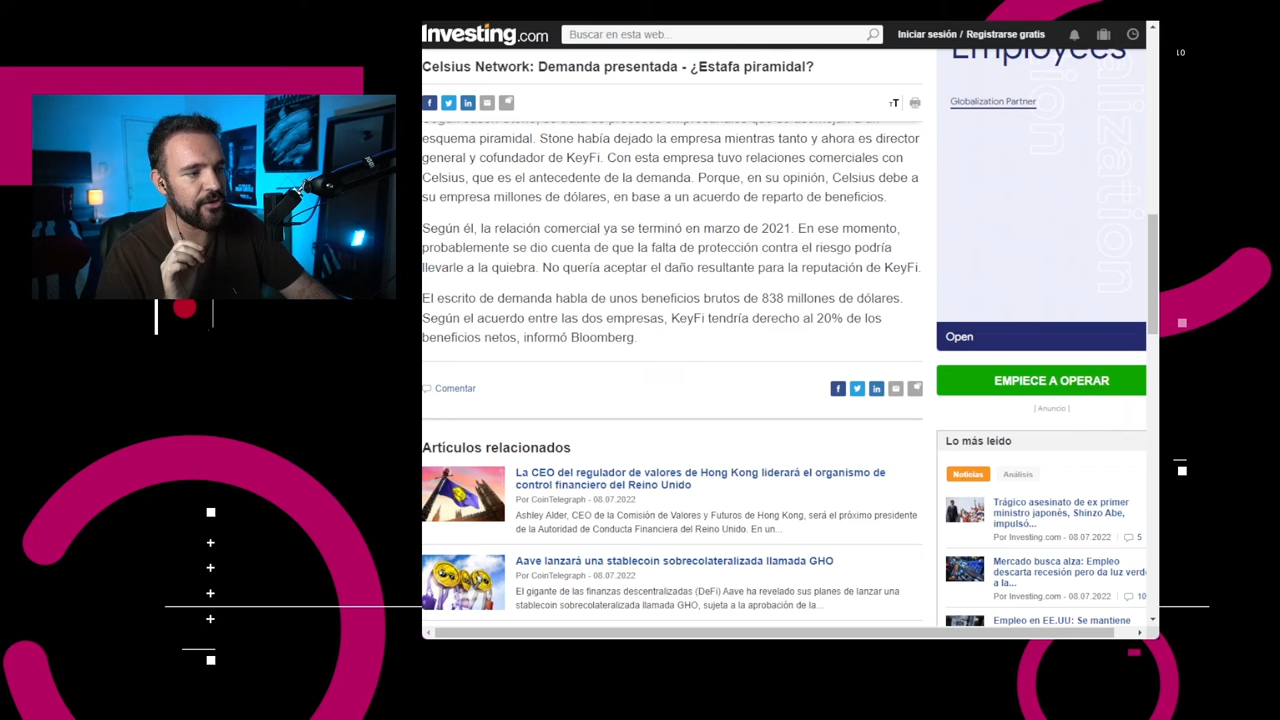 Investing.com
Buscar en esta web...
Iniciar sesión / Registrarse gratis
Celsius Network: Demanda presentada - ¿Estafa piramidal?
esquema piramidal. Stone había dejado la empresa mientras tanto y ahora es director
general y cofundador de KeyFi. Con esta empresa tuvo relaciones comerciales con
Celsius, que es el antecedente de la demanda. Porque, en su opinión, Celsius debe a
su empresa millones de dólares, en base a un acuerdo de reparto de beneficios.
Según él, la relación comercial ya se terminó en marzo de 2021. En ese momento,
probablemente se dio cuenta de que la falta de protección contra el riesgo podría
llevarle a la quiebra. No quería aceptar el daño resultante para la reputación de KeyFi.
El escrito de demanda habla de unos beneficios brutos de 838 millones de dólares.
Según el acuerdo entre las dos empresas, KeyFi tendría derecho al 20% de los
beneficios netos, informó Bloomberg.
Comentar
Artículos relacionados
La CEO del regulador de valores de Hong Kong liderará el organismo de
control financiero del Reino Unido
Por CoinTelegraph - 08.07.2022
Ashley Alder, CEO de la Comisión de Valores y Futuros de Hong Kong, será el próximo presidente
de la Autoridad de Conducta Financiera del Reino Unido. En un...
Aave lanzará una stablecoin sobrecolateralizada llamada GHO
Por CoinTelegraph - 08.07.2022
El gigante de las finanzas descentralizadas (DeFi) Aave ha revelado sus planes de lanzar una
stablecoin sobrecolateralizada llamada GHO, sujeta a la aprobación de la...
Employees
Globalization Partner
alization
ion
Open
EMPIECE A OPERAR
| Anuncio |
Lo más leído
Noticias
Análisis
Trágico asesinato de ex primer
ministro japonés, Shinzo Abe,
impulsó...
Por Investing.com - 08.07.2022 | 5
Mercado busca alza: Empleo
descarta recesión pero da luz verde
a la...
Por Investing.com - 08.07.2022 | 10
Empleo en EE.UU: Se mantiene